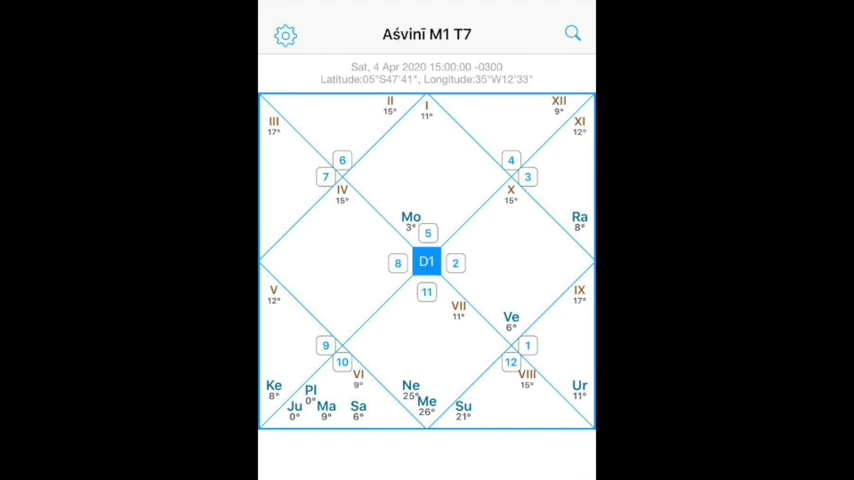 Aśvinī M1 T7
Sat, 4 Apr 2020 15:00:00 -0300
Latitude:05°S47'41", Longitude:35°W12'33"
II
15°
I
11°
XII
9°
III
17°
XI
12°
6
4
7
3
IV
15°
X
15°
Mo
3°
5
Ra
8°
8
D1
2
11
V
12°
VII
11°
IX
17°
Ve
6°
9
1
10
12
VI
9°
VIII
15°
Ke
8°
Pl
0°
Ju
0°
Ma
9°
Sa
6°
Ne
25°
Me
26°
Su
21°
Ur
11°